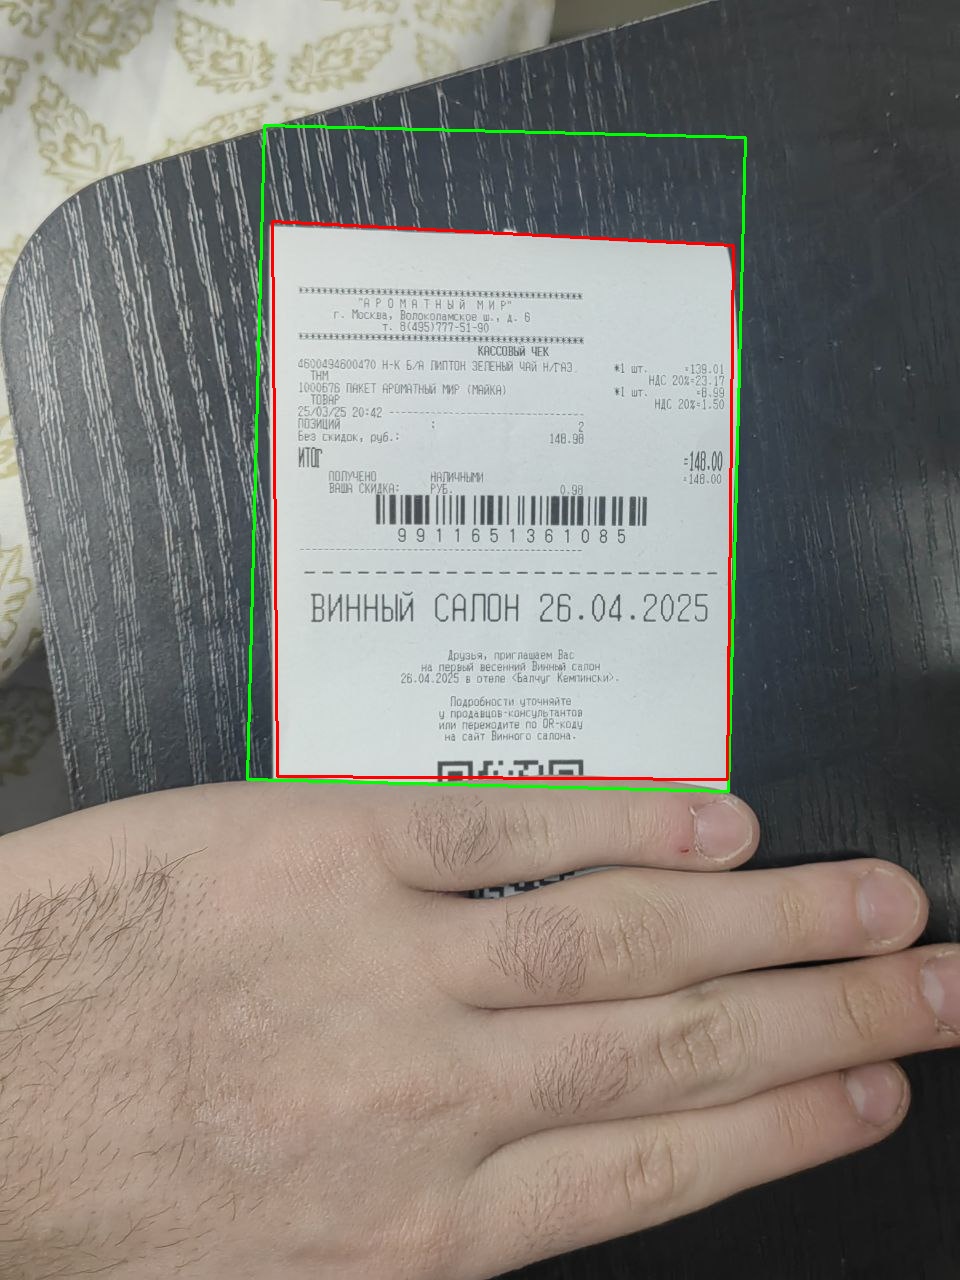 "АРОМАТНЫЙ МИР"
г. Москва, Волоколамское ш., д. 6
т. 8(495)777-51-90
КАССОВЫЙ ЧЕК
4600494600470 Н-К Б/А ЛИПТОН ЗЕЛЕНЫЙ ЧАЙ Н/ГАЗ. *1 шт. =139.01
ТНМ НДС 20%=23.17
1000676 ПАКЕТ АРОМАТНЫЙ МИР (МАЙКА) *1 шт. =8.99
ТОВАР НДС 20%=1.50
25/03/25 20:42 --------------------------------
ПОЗИЦИЙ : 2
Без скидок, руб.: 148.98
ИТОГ =148.00
ПОЛУЧЕНО НАЛИЧНЫМИ =148.00
ВАША СКИДКА: РУБ. 0.98
9911651361085
ВИННЫЙ САЛОН 26.04.2025
Друзья, приглашаем Вас
на первый весенний Винный салон
26.04.2025 в отеле <Балчуг Кемпински>.
Подробности уточняйте
у продавцов-консультантов
или переходите по QR-коду
на сайт Винного салона.